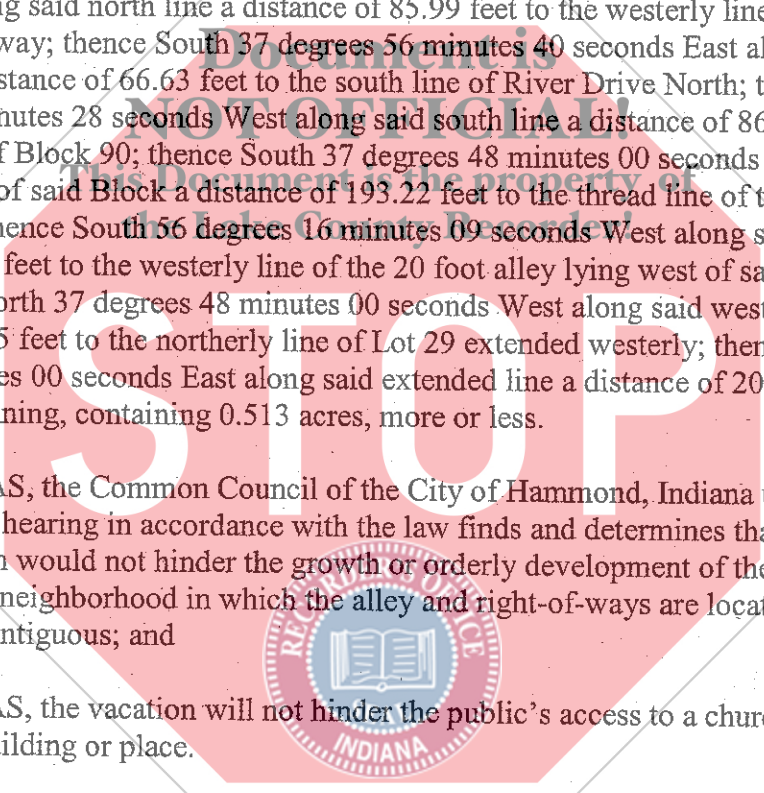 ng said north line a distance of 85.99 feet to the westerly line
way; thence South 37 degrees 56 minutes 40 seconds East al
stance of 66.63 feet to the south line of River Drive North; t
nutes 28 seconds West along said south line a distance of 86
f Block 90; thence South 37 degrees 48 minutes 00 seconds
of said Block a distance of 193.22 feet to the thread line of t
hence South 56 degrees 16 minutes 09 seconds West along s
feet to the westerly line of the 20 foot alley lying west of sa
orth 37 degrees 48 minutes 00 seconds West along said west
5 feet to the northerly line of Lot 29 extended westerly; then
es 00 seconds East along said extended line a distance of 20
ning, containing 0.513 acres, more or less.
AS, the Common Council of the City of Hammond, Indiana
hearing in accordance with the law finds and determines tha
n would not hinder the growth or orderly development of the
neighborhood in which the alley and right-of-ways are locat
ntiguous; and
AS, the vacation will not hinder the public's access to a chur
uilding or place.
Document is
NOT OFFICIAL!
This Document is the property of
the Lake County Recorder!
STOP
RECORDER'S OFFICE
INDIANA